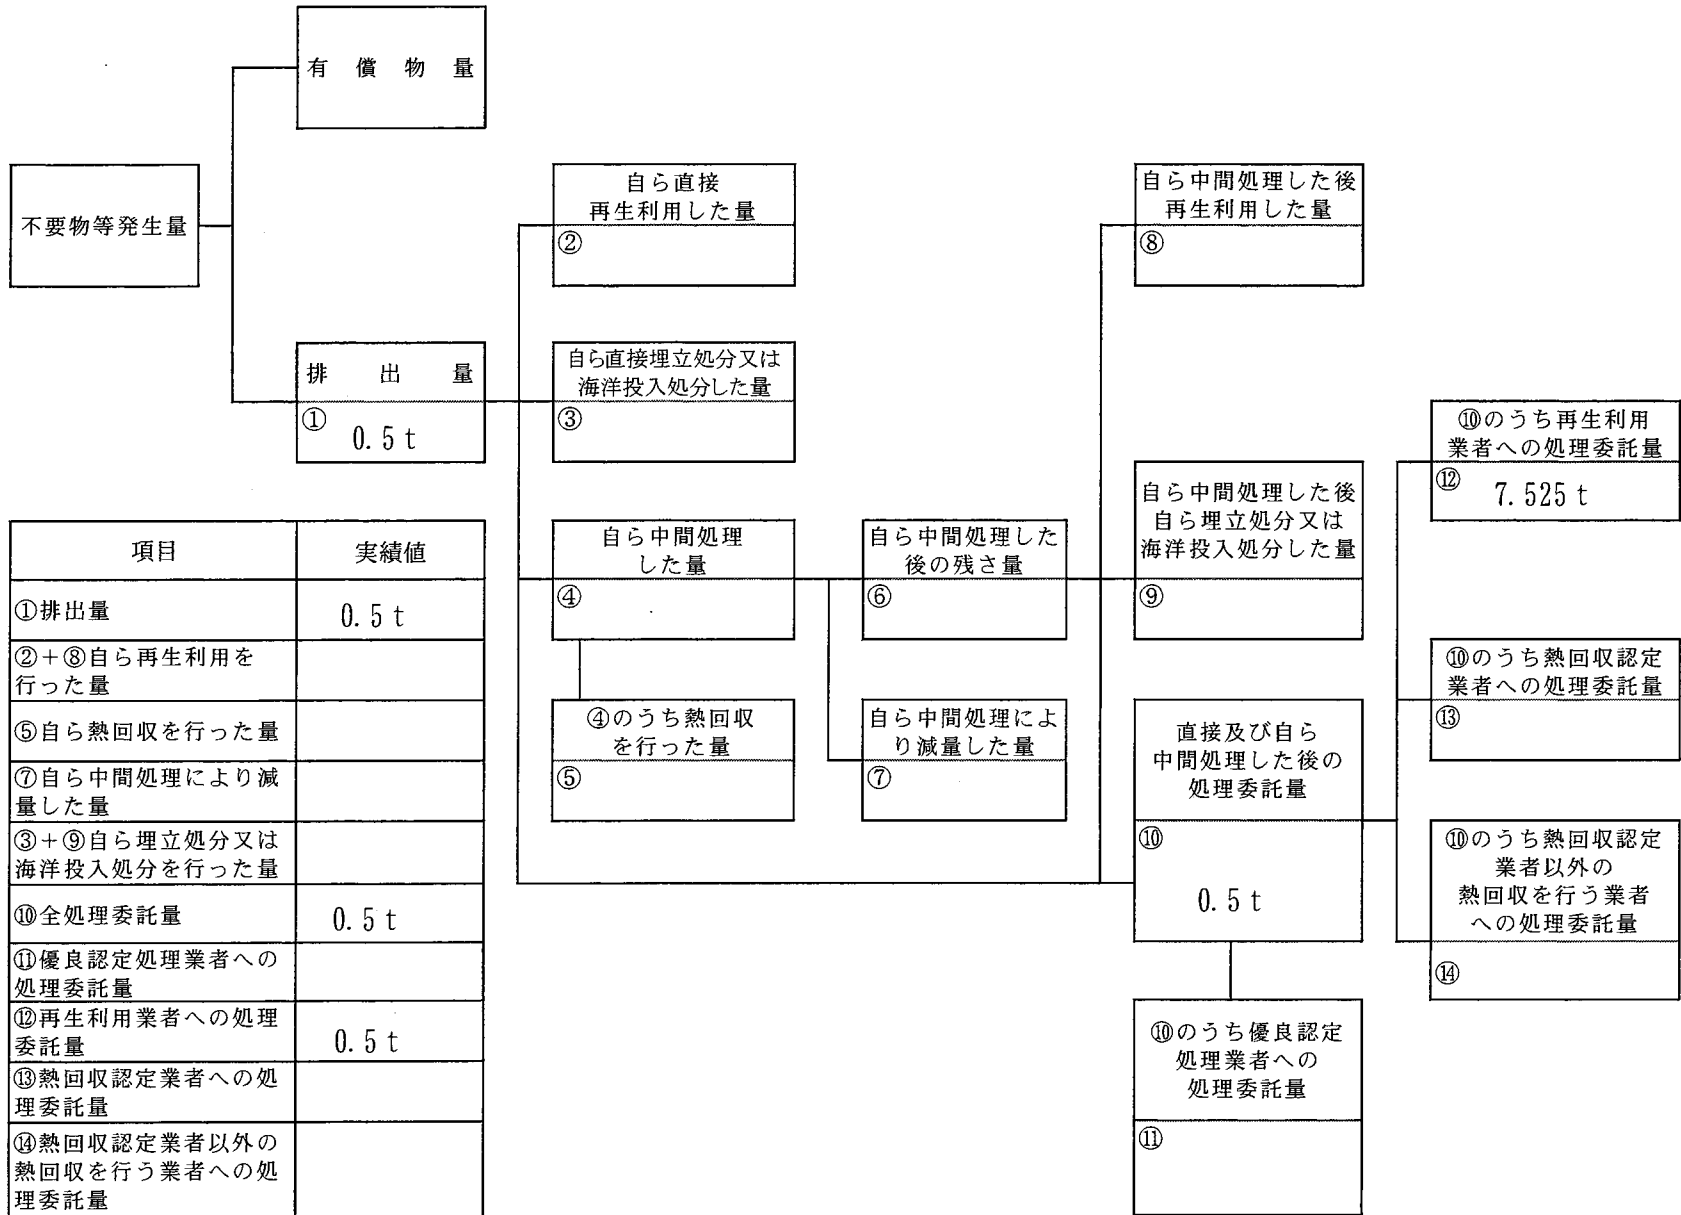 有償物量
不要物等発生量
排出量
①
0.5 t
自ら直接
再生利用した量
②
自ら直接埋立処分又は
海洋投入処分した量
③
自ら中間処理
した量
④
④のうち熱回収
を行った量
⑤
自ら中間処理した
後の残さ量
⑥
自ら中間処理によ
り減量した量
⑦
自ら中間処理した後
再生利用した量
⑧
自ら中間処理した後
自ら埋立処分又は
海洋投入処分した量
⑨
直接及び自ら
中間処理した後の
処理委託量
⑩
0.5 t
⑩のうち優良認定
処理業者への
処理委託量
⑪
⑩のうち再生利用
業者への処理委託量
⑫
7.525 t
⑩のうち熱回収認定
業者への処理委託量
⑬
⑩のうち熱回収認定
業者以外の
熱回収を行う業者
への処理委託量
⑭
項目 実績値
①排出量 0.5 t
②+⑧自ら再生利用を
行った量
⑤自ら熱回収を行った量
⑦自ら中間処理により減
量した量
③+⑨自ら埋立処分又は
海洋投入処分を行った量
⑩全処理委託量 0.5 t
⑪優良認定処理業者への
処理委託量
⑫再生利用業者への処理
委託量 0.5 t
⑬熱回収認定業者への処
理委託量
⑭熱回収認定業者以外の
熱回収を行う業者への処
理委託量